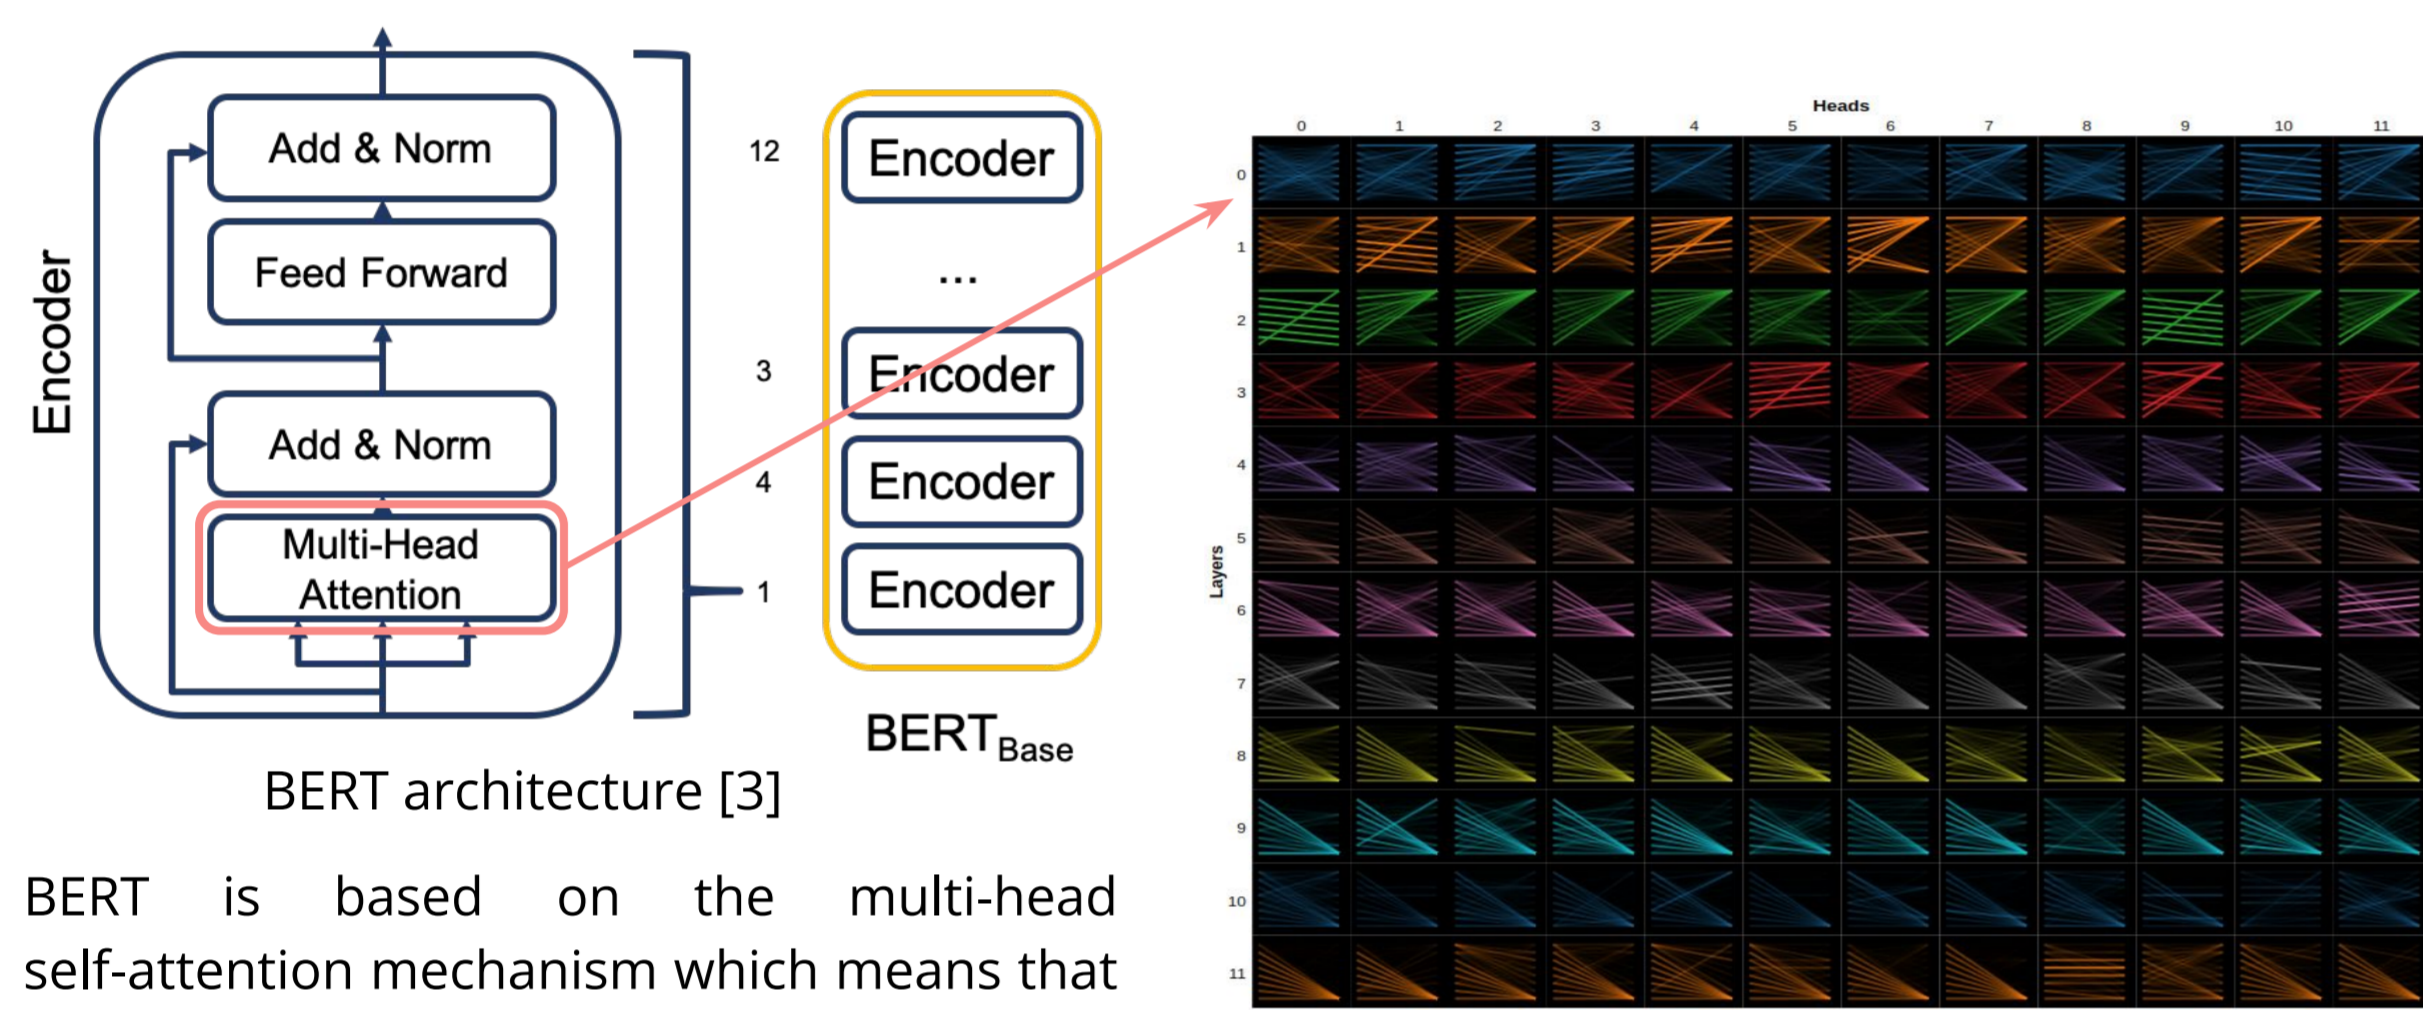 Encoder
Add & Norm
Feed Forward
Add & Norm
Multi-Head
Attention
12
3
4
1
Encoder
...
Encoder
Encoder
Encoder
BERT Base
BERT architecture [3]
BERT is based on the multi-head
self-attention mechanism which means that
Heads
0 1 2 3 4 5 6 7 8 9 10 11
Layers
0
1
2
3
4
5
6
7
8
9
10
11